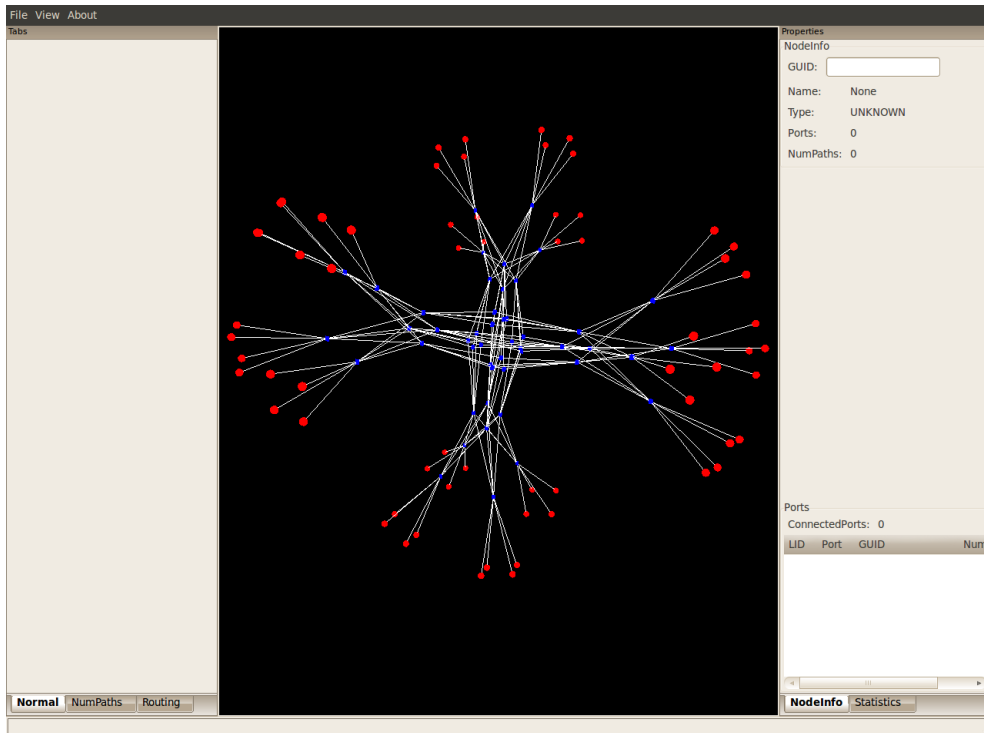 File View About
Tabs
Properties
NodeInfo
GUID:
Name: None
Type: UNKNOWN
Ports: 0
NumPaths: 0
Ports
ConnectedPorts: 0
LID Port GUID Num
Normal NumPaths Routing
NodeInfo Statistics